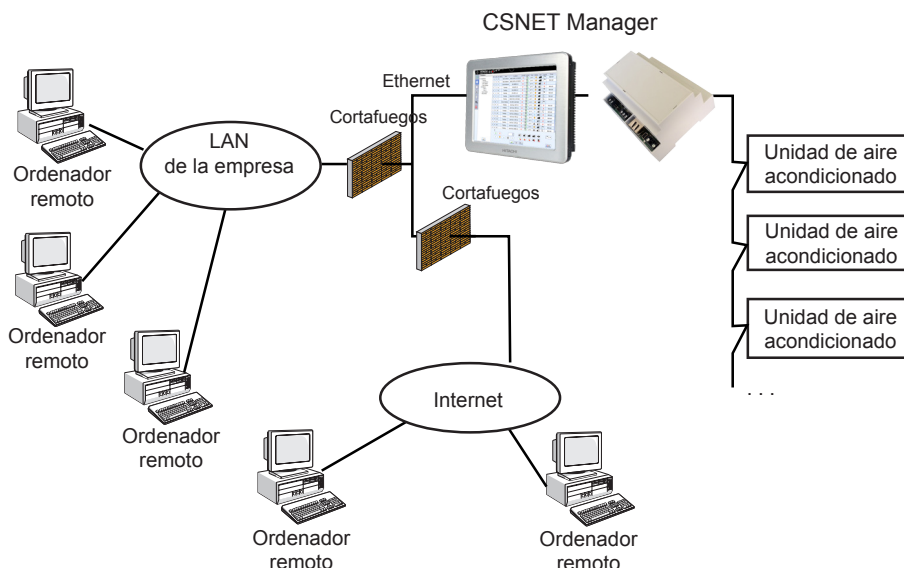 CSNET Manager
Ethernet
Cortafuegos
LAN
de la empresa
Ordenador
remoto
Cortafuegos
Unidad de aire
acondicionado
Unidad de aire
acondicionado
Unidad de aire
acondicionado
. . .
Ordenador
remoto
Ordenador
remoto
Internet
Ordenador
remoto
Ordenador
remoto